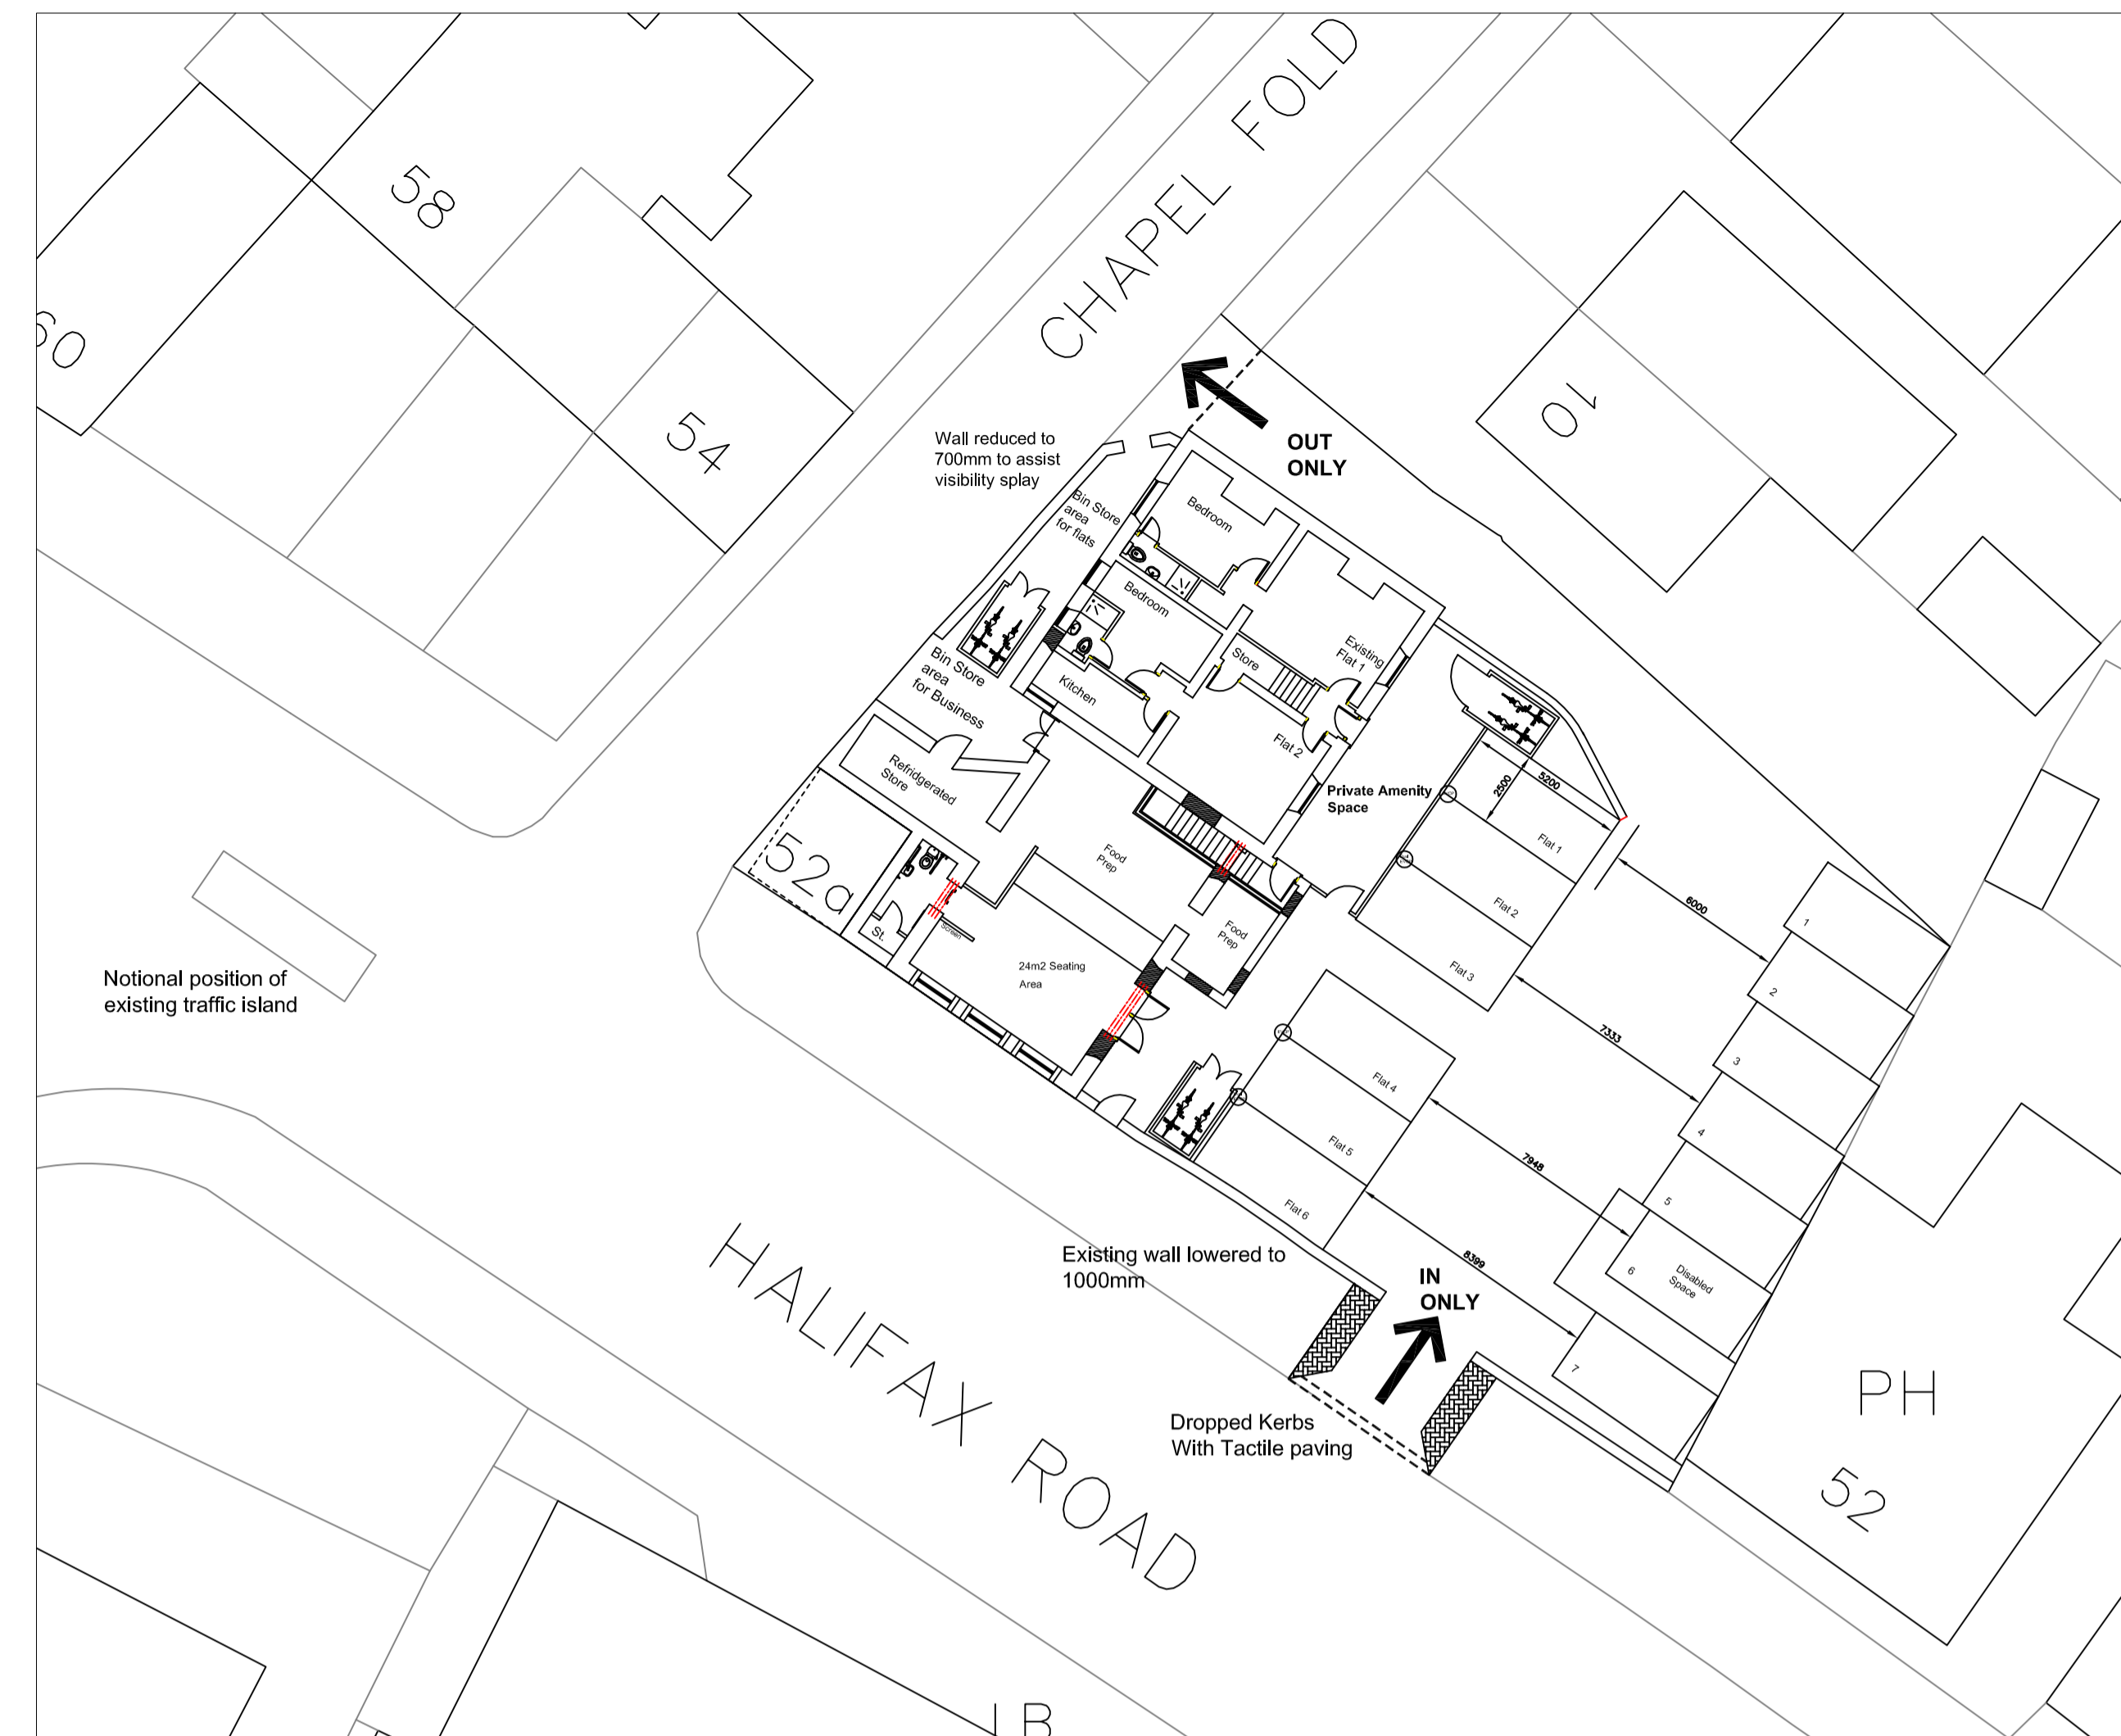 CHAPEL FOLD
58
60
54
10
Wall reduced to
700mm to assist
visibility splay
OUT
ONLY
Bin Store
area
for flats
Bedroom
Bedroom
Existing
Flat 1
Store
Kitchen
Bin Store
area
for Business
Flat 2
Refridgerated
Store
Private Amenity
Space
5200
2500
Flat 1
Flat 2
Flat 3
6000
7333
52a
Food
Prep
Food
Prep
St.
Screen
24m2 Seating
Area
Notional position of
existing traffic island
Flat 4
Flat 5
Flat 6
7948
8399
1
2
3
4
5
6
Disabled
Space
7
Existing wall lowered to
1000mm
IN
ONLY
HALIFAX ROAD
Dropped Kerbs
With Tactile paving
PH
52